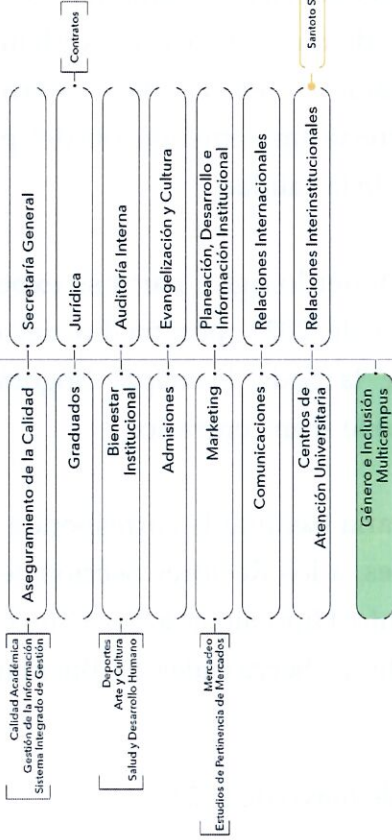 Calidad Académica
Gestión de la Información
Sistema Integrado de Gestión
Aseguramiento de la Calidad
Secretaría General
Graduados
Jurídica
Contratos
Deportes
Arte y Cultura
Salud y Desarrollo Humano
Bienestar
Institucional
Auditoría Interna
Admisiones
Evangelización y Cultura
Mercadeo
Estudios de Pertinencia de Mercados
Marketing
Planeación, Desarrollo e
Información Institucional
Comunicaciones
Relaciones Internacionales
Centros de
Atención Universitaria
Relaciones Interinstitucionales
Santoto S
Género e Inclusión
Multicampus